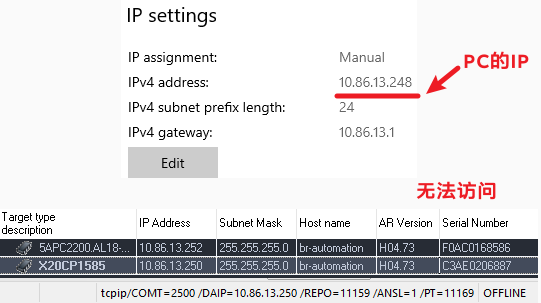 IP settings
IP assignment: Manual
IPv4 address: 10.86.13.248
PC的IP
IPv4 subnet prefix length: 24
IPv4 gateway: 10.86.13.1
Edit
无法访问
Target type description IP Address Subnet Mask Host name AR Version Serial Number
5APC2200.AL18-... 10.86.13.252 255.255.255.0 br-automation H04.73 F0AC0168586
X20CP1585 10.86.13.250 255.255.255.0 br-automation H04.73 C3AE0206887
tcpip/COMT=2500 /DAIP=10.86.13.250 /REPO=11159 /ANSL=1 /PT=11169 OFFLINE